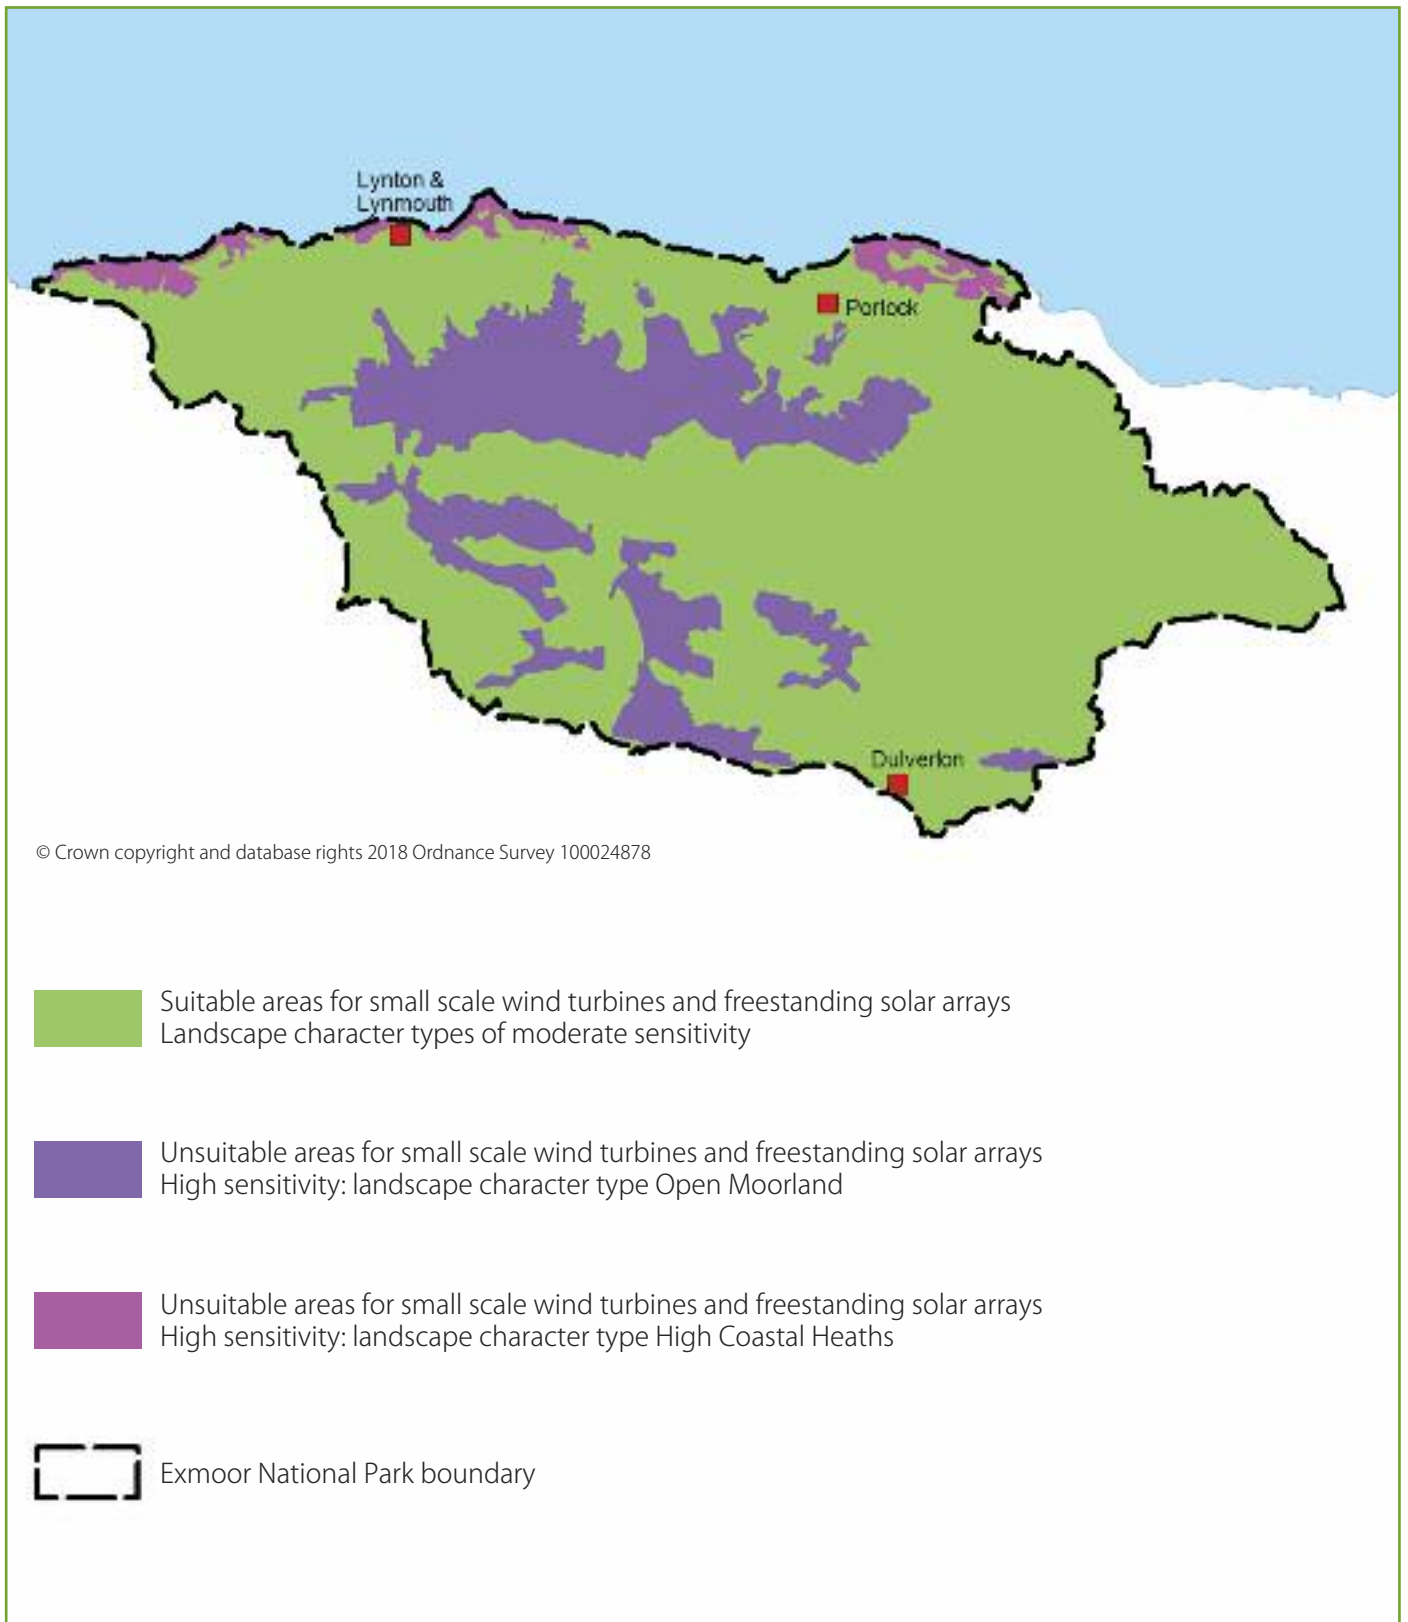 Lynton &
Lynmouth
Porlock
Dulverton
© Crown copyright and database rights 2018 Ordnance Survey 100024878
Suitable areas for small scale wind turbines and freestanding solar arrays
Landscape character types of moderate sensitivity
Unsuitable areas for small scale wind turbines and freestanding solar arrays
High sensitivity: landscape character type Open Moorland
Unsuitable areas for small scale wind turbines and freestanding solar arrays
High sensitivity: landscape character type High Coastal Heaths
Exmoor National Park boundary